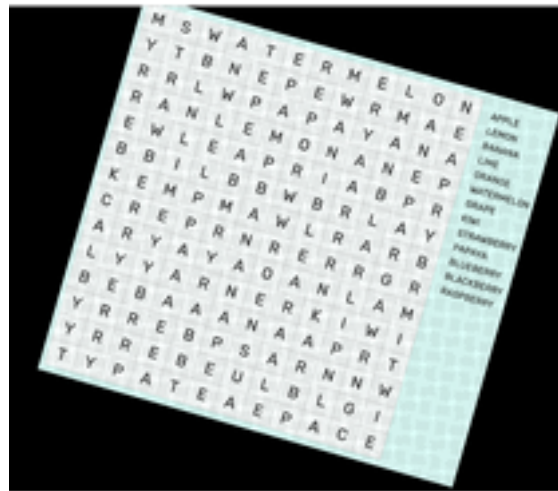 M S W A T E R M E L O N
Y T B N E P E W R M A E
R R L W P A P A Y A N A
R A N L E M O N A N E P
E W L E A P R I A B P R
B B I L B B W B R L A Y
K E M P M A W L R A R B
C R E P R N R E R R G R
A R Y A Y A O A N L A M
L Y Y A R N E R K I W I
B E B A A A N A A P R T
Y R R E B P S A R N N W
Y R R E B E U L B L G I
T Y P A T E A E P A C E
APPLE
LEMON
BANANA
LIME
ORANGE
WATERMELON
GRAPE
KIWI
STRAWBERRY
PAPAYA
BLUEBERRY
BLACKBERRY
RASPBERRY